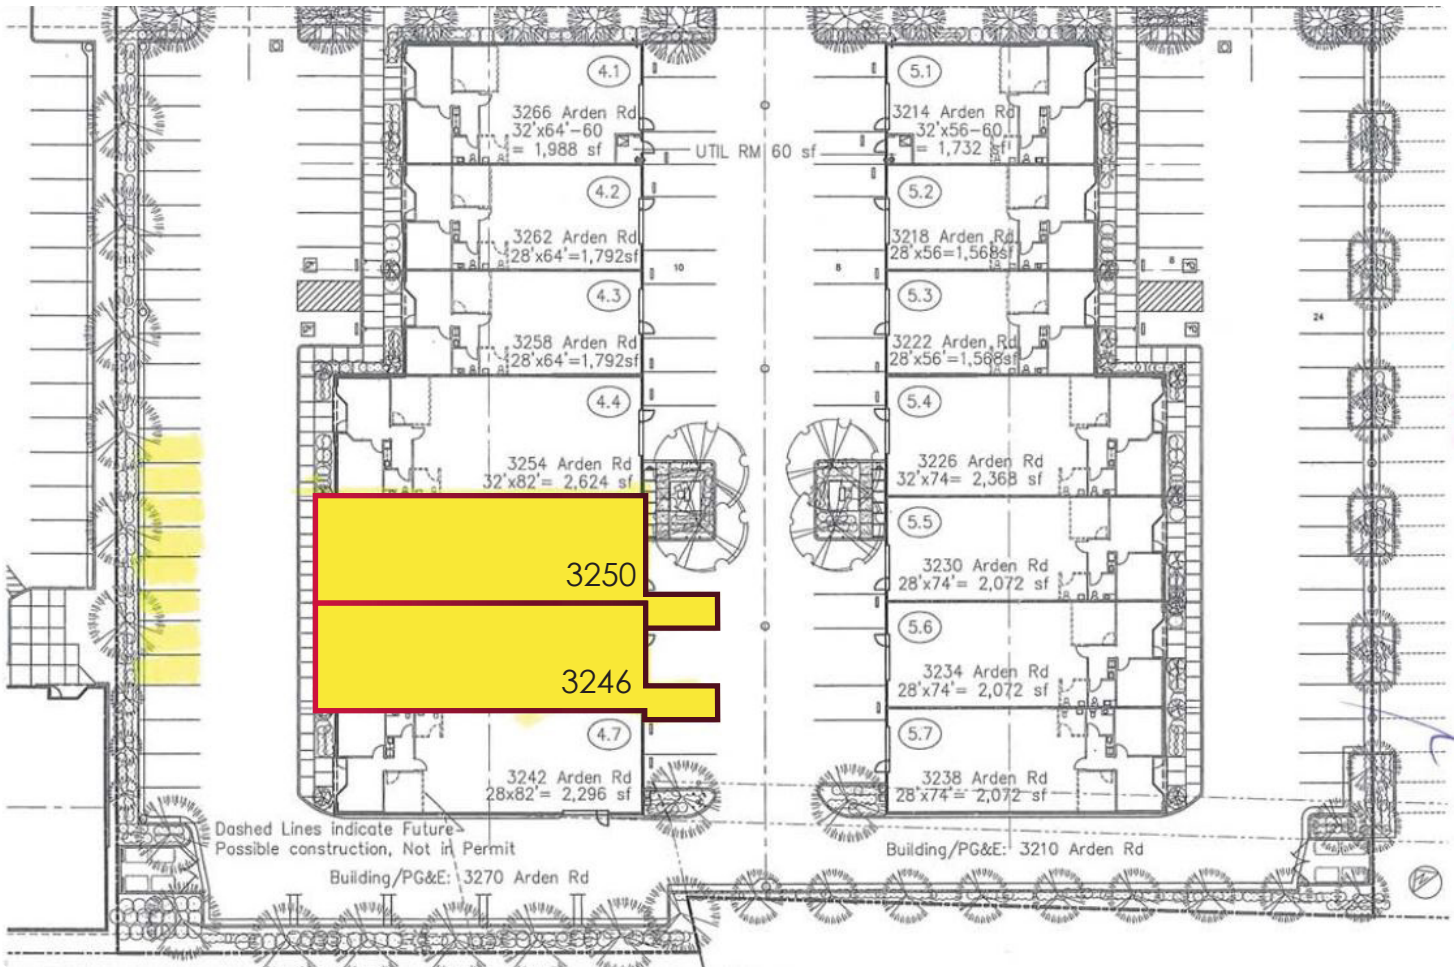 4.1
3266 Arden Rd
32'x64'-60
= 1,988 sf
UTIL RM 60 sf
5.1
3214 Arden Rd
32'x56-60
= 1,732 sf
4.2
3262 Arden Rd
28'x64'=1,792sf
10
5.2
3218 Arden Rd
28'x56=1,568sf
8
8
4.3
3258 Arden Rd
28'x64'=1,792sf
5.3
3222 Arden Rd
28'x56'=1,568sf
24
4.4
3254 Arden Rd
32'x82'= 2,624 sf
5.4
3226 Arden Rd
32'x74= 2,368 sf
3250
5.5
3230 Arden Rd
28'x74'= 2,072 sf
3246
5.6
3234 Arden Rd
28'x74'= 2,072 sf
4.7
3242 Arden Rd
28x82'= 2,296 sf
5.7
3238 Arden Rd
28'x74'= 2,072 sf
Dashed Lines indicate Future
Possible construction, Not in Permit
Building/PG&E: 3270 Arden Rd
Building/PG&E: 3210 Arden Rd